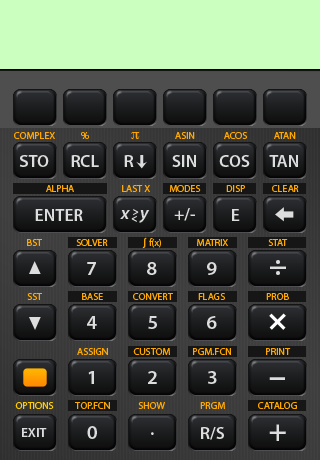 COMPLEX % π ASIN ACOS ATAN
STO RCL R↓ SIN COS TAN
ALPHA LAST X MODES DISP CLEAR
ENTER x≷y +/- E ←
BST SOLVER ∫ f(x) MATRIX STAT
▲ 7 8 9 ÷
SST BASE CONVERT FLAGS PROB
▼ 4 5 6 ×
ASSIGN CUSTOM PGM.FCN PRINT
1 2 3 −
OPTIONS TOP.FCN SHOW PRGM CATALOG
EXIT 0 . R/S +